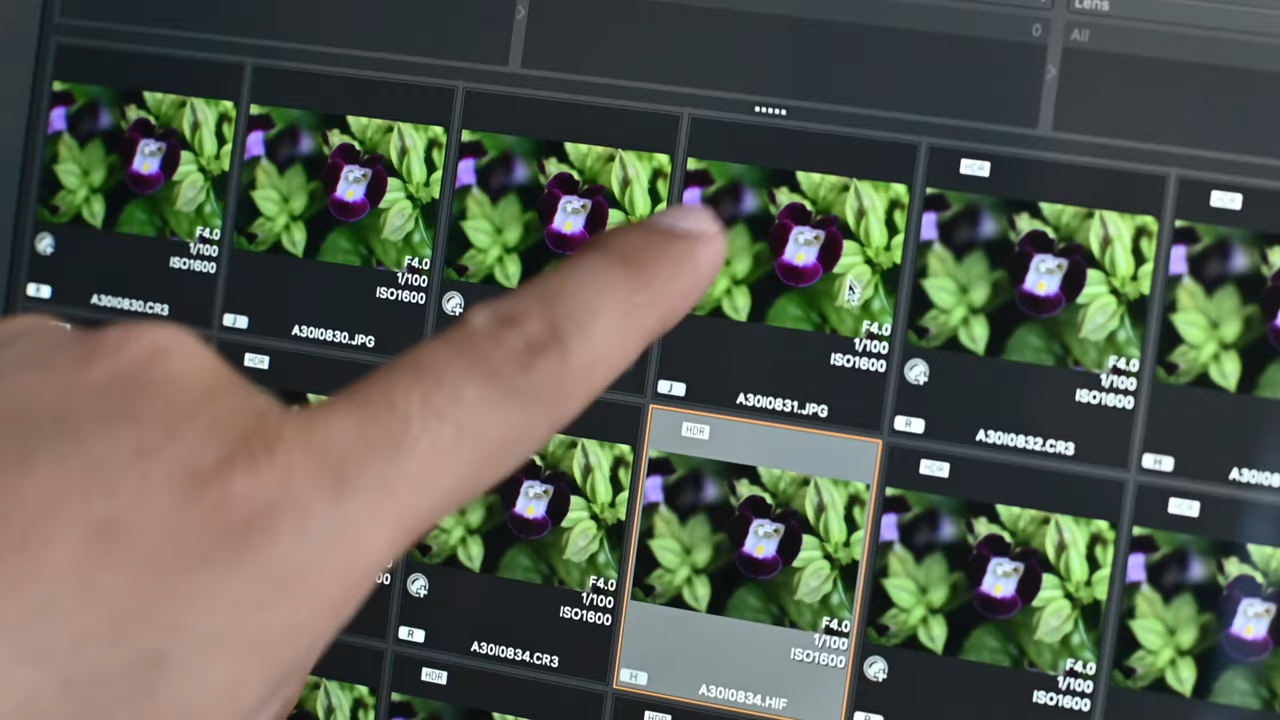 Lens
0
All
HDR
HDR
F4.0
1/100
ISO1600
R
A30I0830.CR3
F4.0
1/100
ISO1600
J
A30I0830.JPG
F4.0
1/100
ISO1600
J
A30I0831.JPG
F4.0
1/100
ISO1600
R
A30I0832.CR3
H
A30I08
HDR
HDR
HDR
HDR
00
F4.0
1/100
ISO1600
R
A30I0834.CR3
F4.0
1/100
ISO1600
H
A30I0834.HIF
F4.0
1/100
ISO1600
HDR
HDR